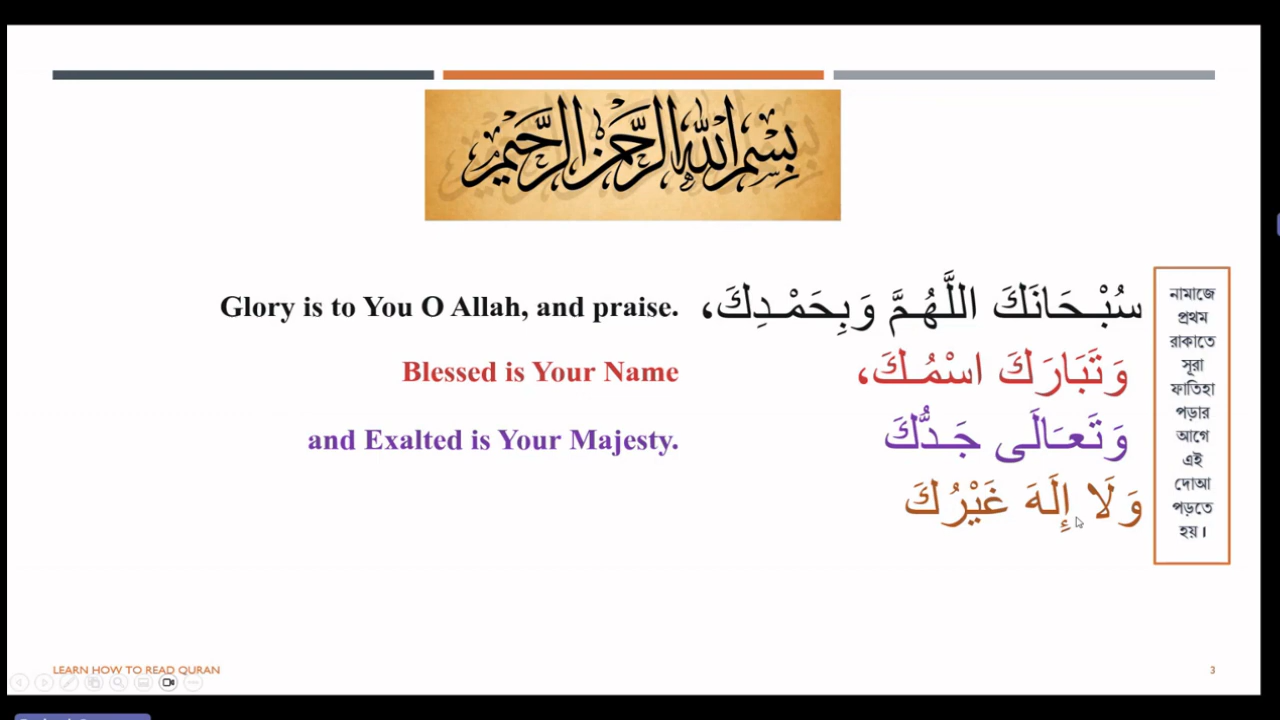 بِسْمِ اللهِ الرَّحْمٰنِ الرَّحِيْمِ
Glory is to You O Allah, and praise. سُبْحَانَكَ اللَّهُمَّ وَبِحَمْدِكَ،
Blessed is Your Name وَتَبَارَكَ اسْمُكَ،
and Exalted is Your Majesty. وَتَعَالَى جَدُّكَ
وَلَا إِلَهَ غَيْرُكَ
নামাজে
প্রথম
রাকাতে
সূরা
ফাতিহা
পড়ার
আগে
এই
দোআ
পড়তে
হয়।
LEARN HOW TO READ QURAN
3